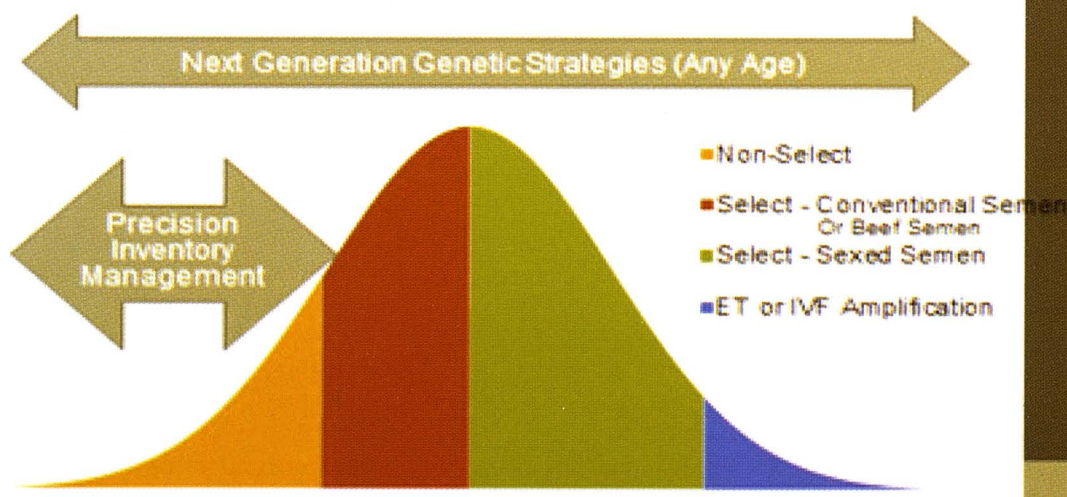 Next Generation Genetic Strategies (Any Age)
Precision
Inventory
Management
Non-Select
Select - Conventional Semen
Or Beef Semen
Select - Sexed Semen
ET or IVF Amplification